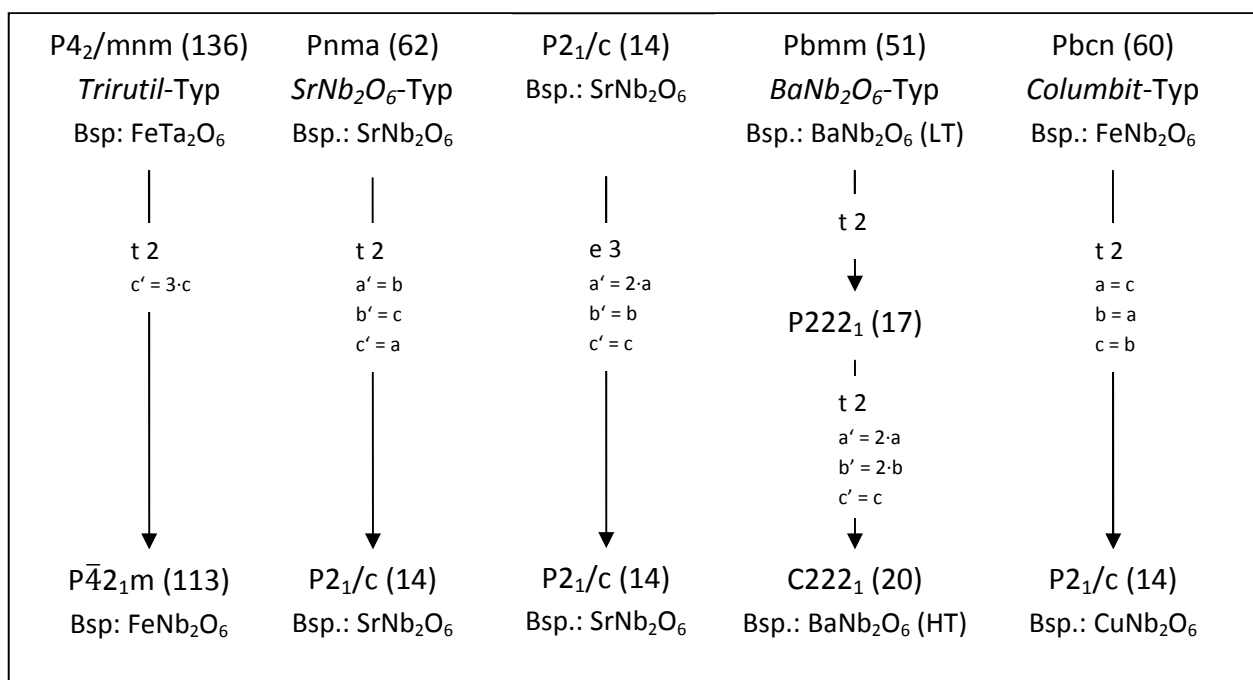 P4₂/mnm (136)
Trirutil-Typ
Bsp: FeTa₂O₆
t 2
c‘ = 3·c
P4̅2₁m (113)
Bsp: FeNb₂O₆
Pnma (62)
SrNb₂O₆-Typ
Bsp.: SrNb₂O₆
t 2
a‘ = b
b‘ = c
c‘ = a
P2₁/c (14)
Bsp.: SrNb₂O₆
P2₁/c (14)
Bsp.: SrNb₂O₆
e 3
a‘ = 2·a
b‘ = b
c‘ = c
P2₁/c (14)
Bsp.: SrNb₂O₆
Pbmm (51)
BaNb₂O₆-Typ
Bsp.: BaNb₂O₆ (LT)
t 2
P222₁ (17)
t 2
a‘ = 2·a
b’ = 2·b
c’ = c
C222₁ (20)
Bsp.: BaNb₂O₆ (HT)
Pbcn (60)
Columbit-Typ
Bsp.: FeNb₂O₆
t 2
a = c
b = a
c = b
P2₁/c (14)
Bsp.: CuNb₂O₆